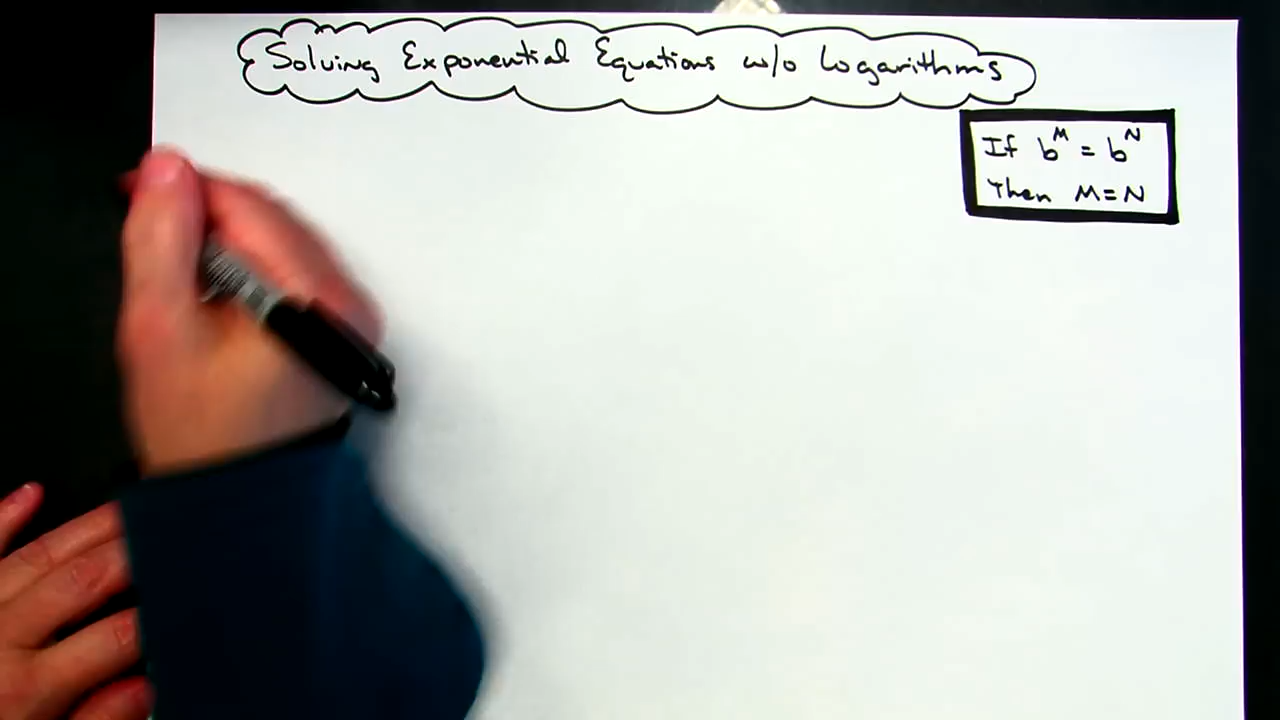 Solving Exponential Equations w/o Logarithms
If b^M = b^N
Then M=N